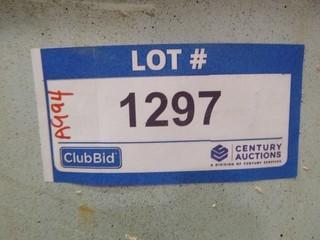 LOT #
A994
1297
ClubBid
CENTURY
AUCTIONS
A DIVISION OF CENTURY SERVICES